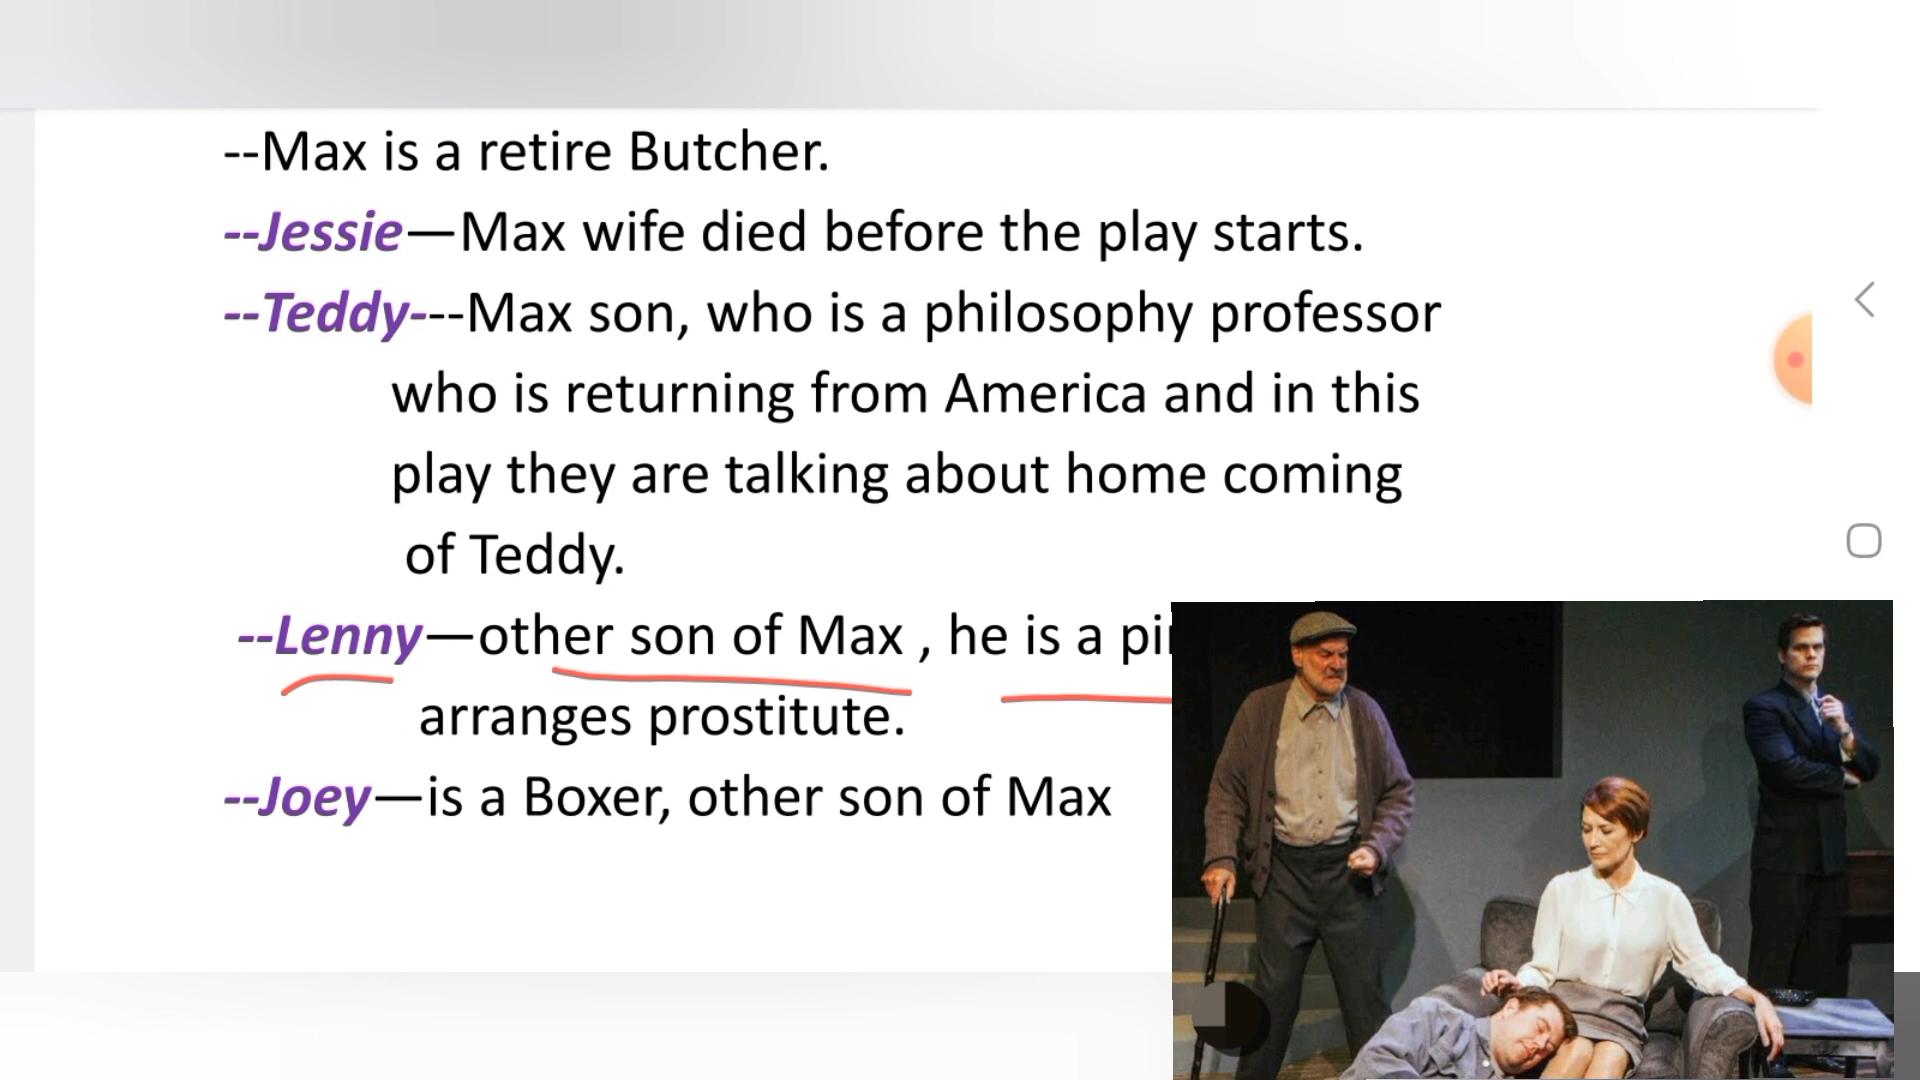 --Max is a retire Butcher.
--Jessie—Max wife died before the play starts.
--Teddy---Max son, who is a philosophy professor
who is returning from America and in this
play they are talking about home coming
of Teddy.
--Lenny—other son of Max , he is a
arranges prostitute.
--Joey—is a Boxer, other son of Max